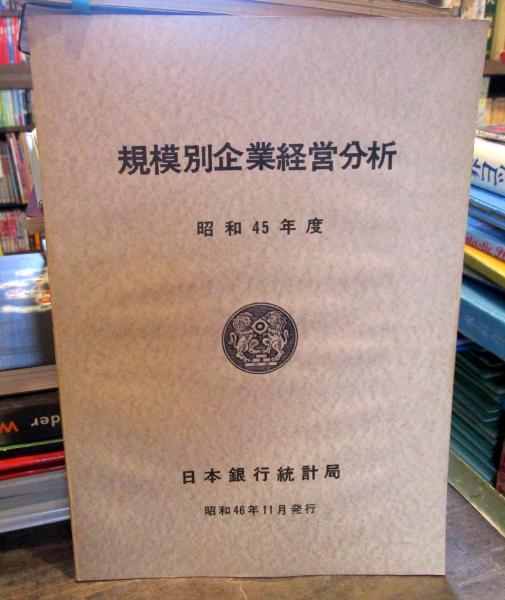 規模別企業経営分析
昭和45年度
日本銀行統計局
昭和46年11月発行